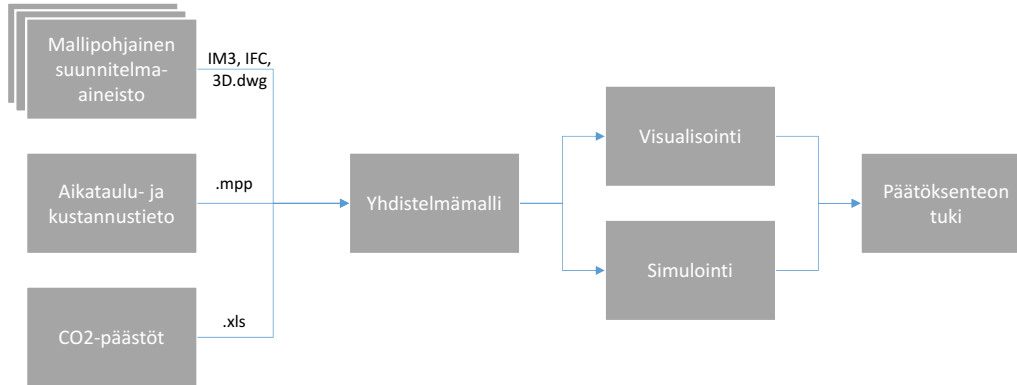 Mallipohjainen
suunnitelma-
aineisto
IM3, IFC,
3D.dwg
Aikataulu- ja
kustannustieto
.mpp
CO2-päästöt
.xls
Yhdistelmämalli
Visualisointi
Simulointi
Päätöksenteon
tuki